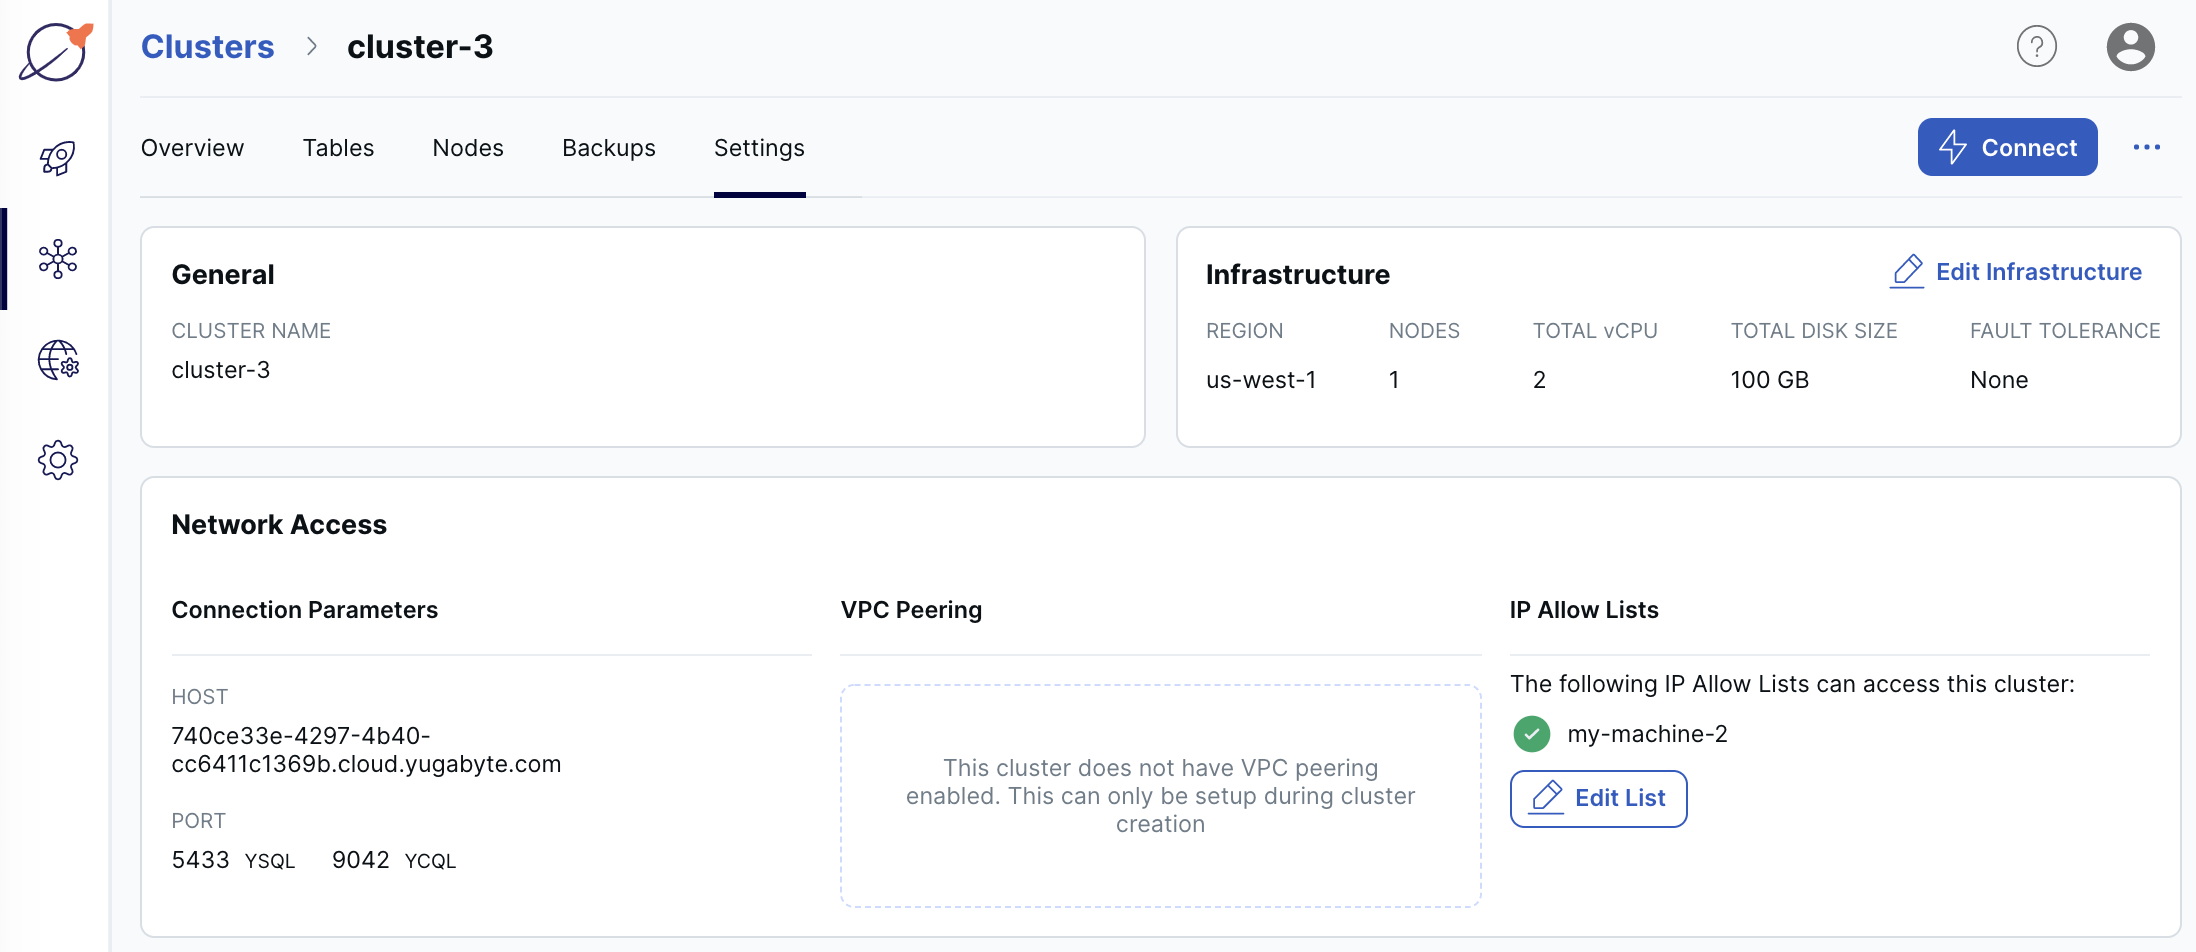 Clusters > cluster-3
?
Overview Tables Nodes Backups Settings
Connect
General
CLUSTER NAME
cluster-3
Infrastructure
Edit Infrastructure
REGION NODES TOTAL vCPU TOTAL DISK SIZE FAULT TOLERANCE
us-west-1 1 2 100 GB None
Network Access
Connection Parameters
HOST
740ce33e-4297-4b40-
cc6411c1369b.cloud.yugabyte.com
PORT
5433 YSQL 9042 YCQL
VPC Peering
This cluster does not have VPC peering
enabled. This can only be setup during cluster
creation
IP Allow Lists
The following IP Allow Lists can access this cluster:
my-machine-2
Edit List